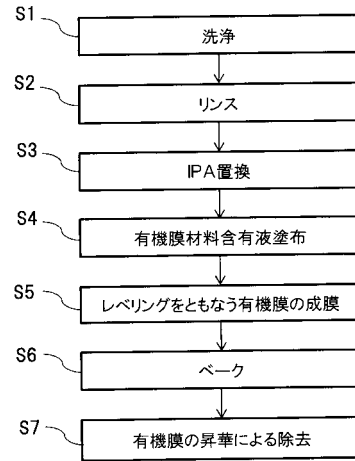 S1
洗浄
S2
リンス
S3
IPA置換
S4
有機膜材料含有液塗布
S5
レベリングをともなう有機膜の成膜
S6
ベーク
S7
有機膜の昇華による除去